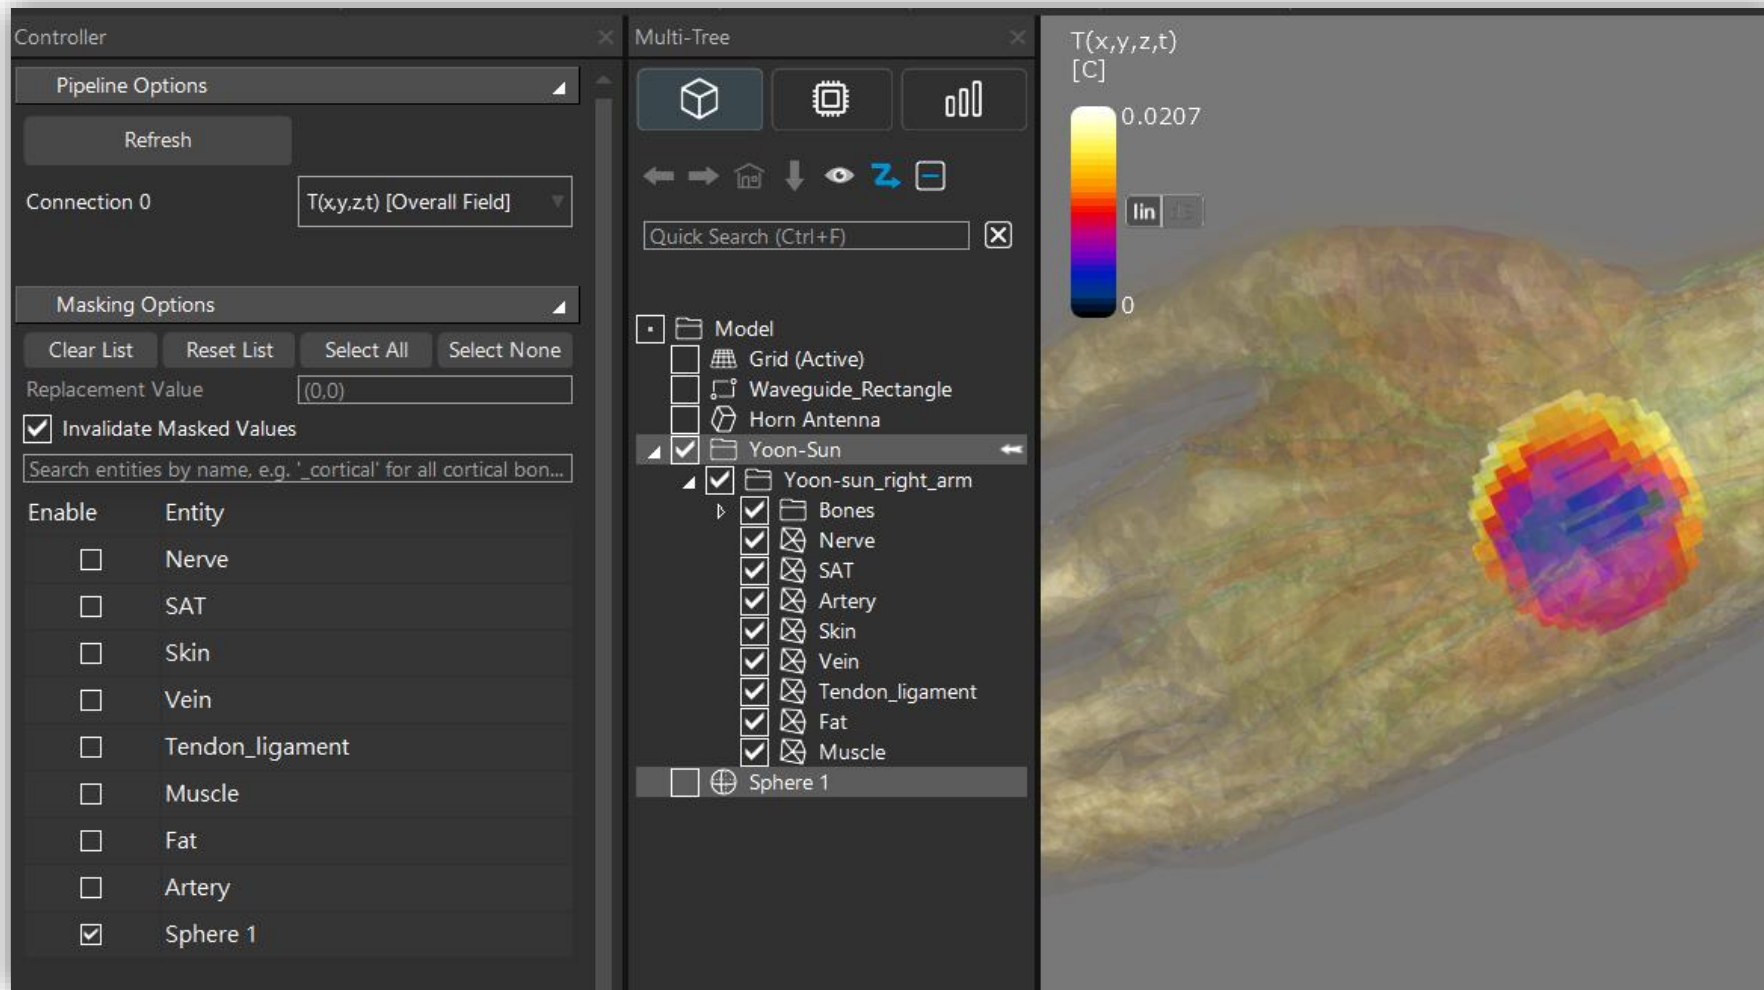 Controller
Pipeline Options
Refresh
Connection 0
T(x,y,z,t) [Overall Field]
Masking Options
Clear List
Reset List
Select All
Select None
Replacement Value
(0,0)
Invalidate Masked Values
Search entities by name, e.g. '_cortical' for all cortical bon...
Enable
Entity
Nerve
SAT
Skin
Vein
Tendon_ligament
Muscle
Fat
Artery
Sphere 1
Multi-Tree
Quick Search (Ctrl+F)
Model
Grid (Active)
Waveguide_Rectangle
Horn Antenna
Yoon-Sun
Yoon-sun_right_arm
Bones
Nerve
SAT
Artery
Skin
Vein
Tendon_ligament
Fat
Muscle
Sphere 1
T(x,y,z,t)
[C]
0.0207
lin
0